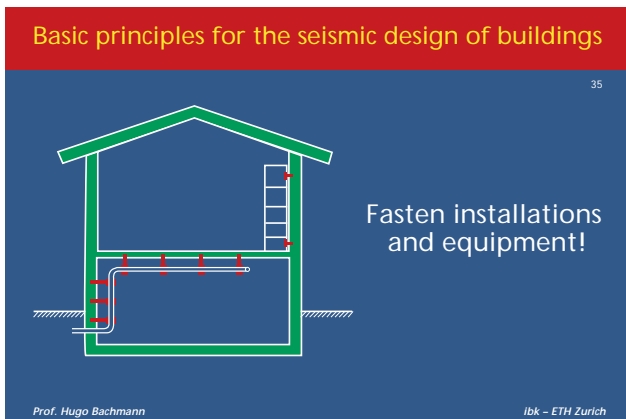 Basic principles for the seismic design of buildings
35
Fasten installations
and equipment!
Prof. Hugo Bachmann
ibk – ETH Zurich